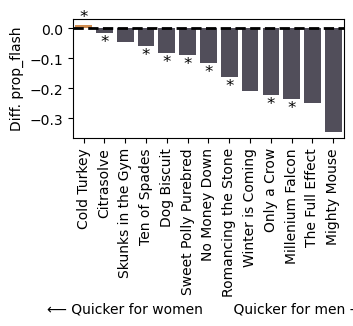 *
0.0
−0.1
−0.2
−0.3
Diff. prop_flash
* * * * * * * *
Cold Turkey
Citrasolve
Skunks in the Gym
Ten of Spades
Dog Biscuit
Sweet Polly Purebred
No Money Down
Romancing the Stone
Winter is Coming
Only a Crow
Millenium Falcon
The Full Effect
Mighty Mouse
⟵ Quicker for women Quicker for men -